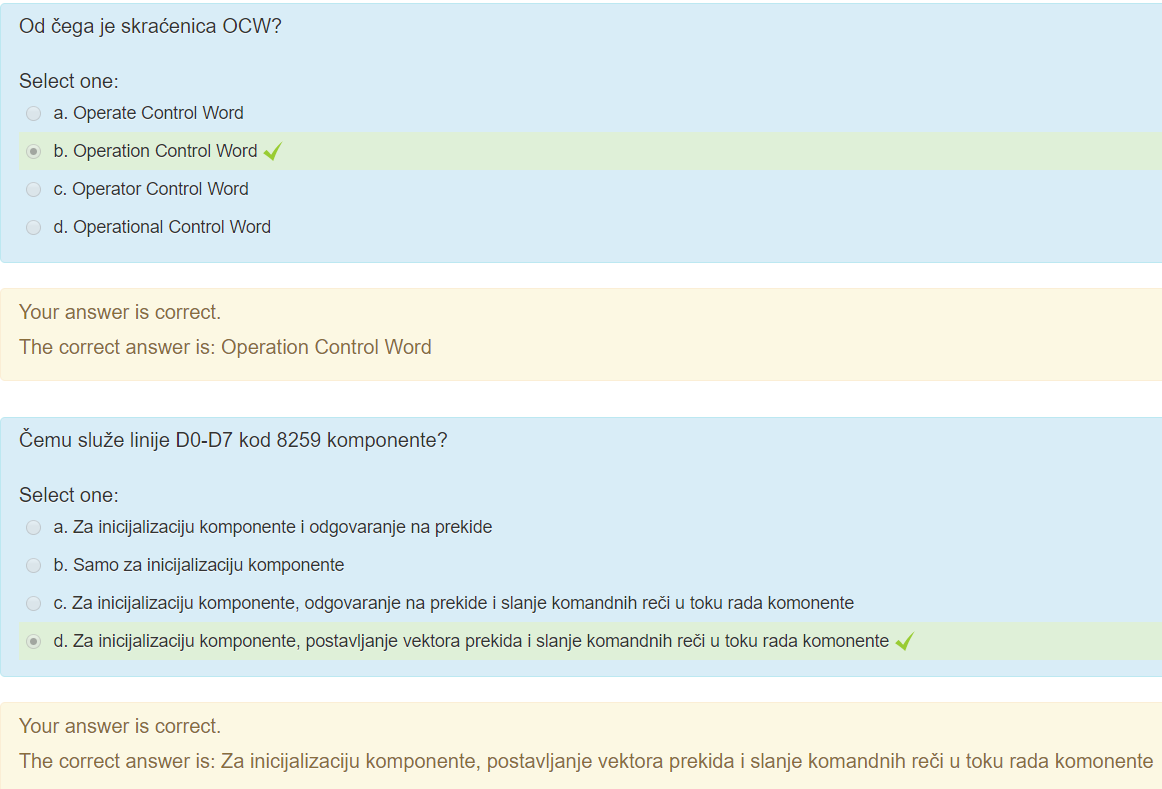 Od čega je skraćenica OCW?
Select one:
a. Operate Control Word
b. Operation Control Word
c. Operator Control Word
d. Operational Control Word
Your answer is correct.
The correct answer is: Operation Control Word
Čemu služe linije D0-D7 kod 8259 komponente?
Select one:
a. Za inicijalizaciju komponente i odgovaranje na prekide
b. Samo za inicijalizaciju komponente
c. Za inicijalizaciju komponente, odgovaranje na prekide i slanje komandnih reči u toku rada komonente
d. Za inicijalizaciju komponente, postavljanje vektora prekida i slanje komandnih reči u toku rada komonente
Your answer is correct.
The correct answer is: Za inicijalizaciju komponente, postavljanje vektora prekida i slanje komandnih reči u toku rada komonente